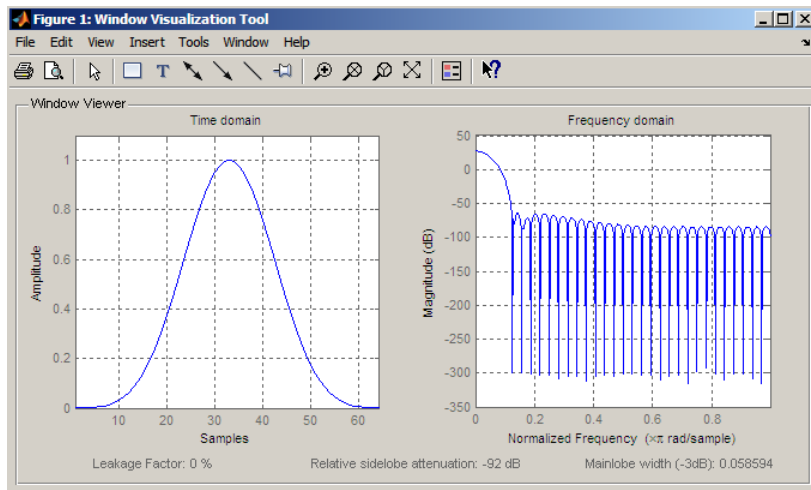 Figure 1: Window Visualization Tool
File Edit View Insert Tools Window Help
T
?
Window Viewer
Time domain
1
0.8
0.6
0.4
0.2
0
Amplitude
10 20 30 40 50 60
Samples
Frequency domain
50
0
-50
-100
-150
-200
-250
-300
-350
Magnitude (dB)
0 0.2 0.4 0.6 0.8
Normalized Frequency (×π rad/sample)
Leakage Factor: 0 %
Relative sidelobe attenuation: -92 dB
Mainlobe width (-3dB): 0.058594